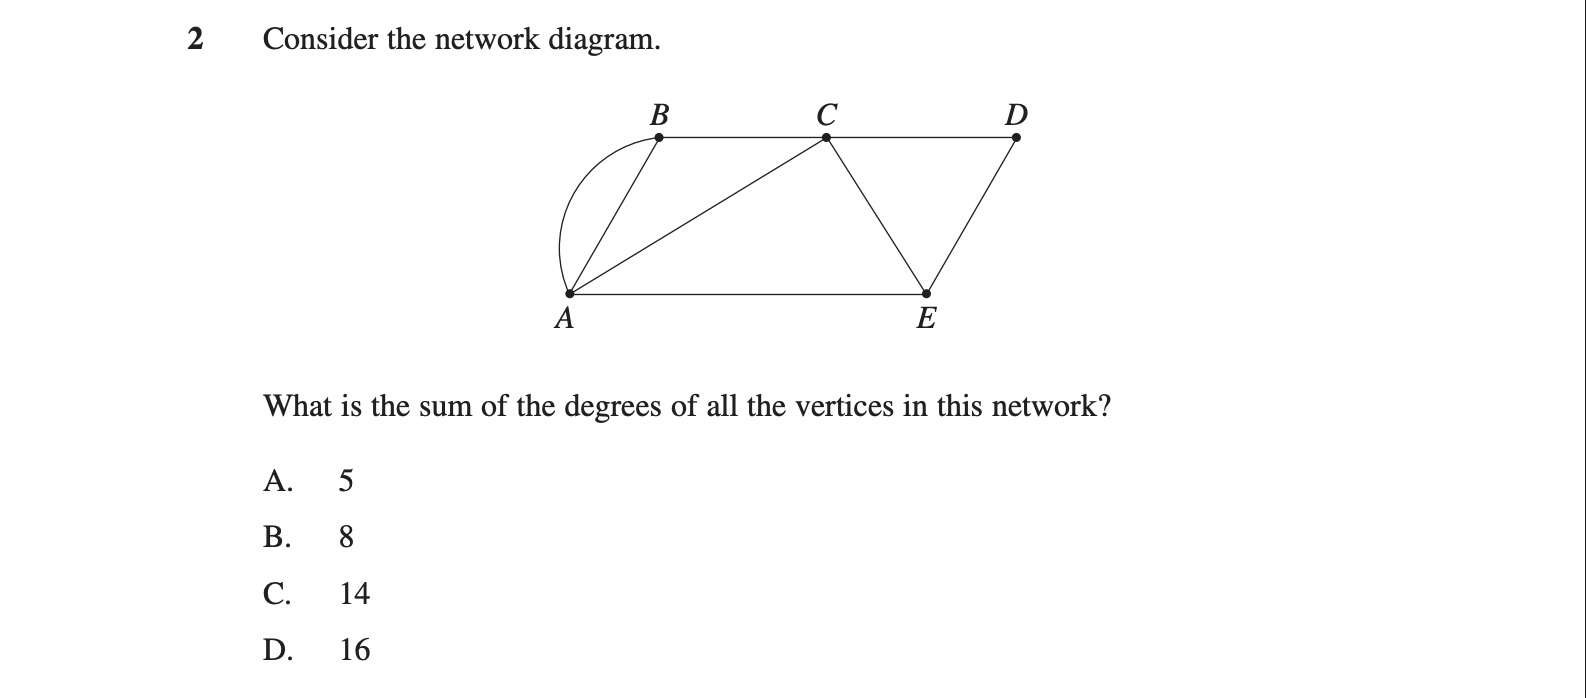 2 Consider the network diagram.
B C D
A E
What is the sum of the degrees of all the vertices in this network?
A. 5
B. 8
C. 14
D. 16